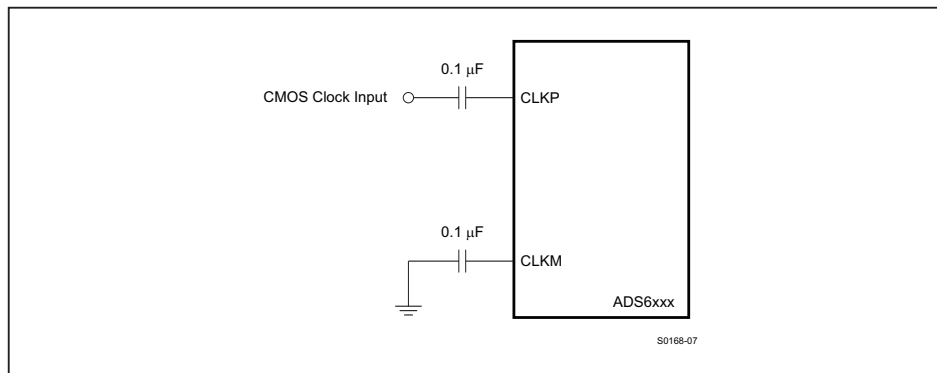 0.1 μF
CMOS Clock Input
CLKP
0.1 μF
CLKM
ADS6xxx
S0168-07